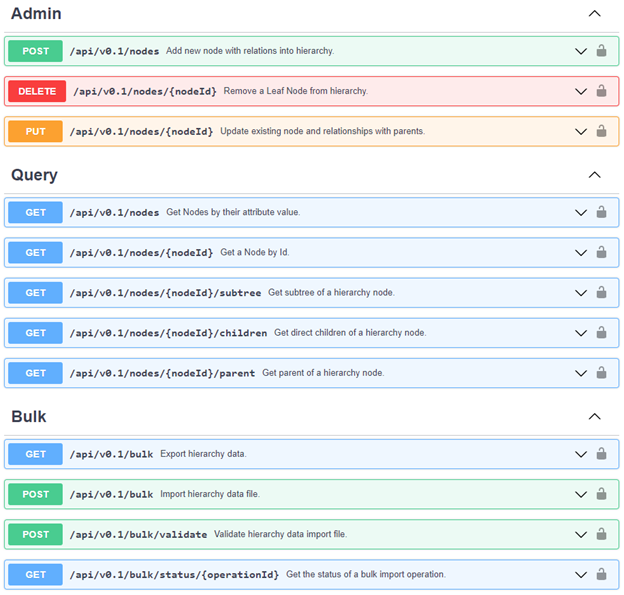 Admin
POST /api/v0.1/nodes Add new node with relations into hierarchy.
DELETE /api/v0.1/nodes/{nodeId} Remove a Leaf Node from hierarchy.
PUT /api/v0.1/nodes/{nodeId} Update existing node and relationships with parents.
Query
GET /api/v0.1/nodes Get Nodes by their attribute value.
GET /api/v0.1/nodes/{nodeId} Get a Node by Id.
GET /api/v0.1/nodes/{nodeId}/subtree Get subtree of a hierarchy node.
GET /api/v0.1/nodes/{nodeId}/children Get direct children of a hierarchy node.
GET /api/v0.1/nodes/{nodeId}/parent Get parent of a hierarchy node.
Bulk
GET /api/v0.1/bulk Export hierarchy data.
POST /api/v0.1/bulk Import hierarchy data file.
POST /api/v0.1/bulk/validate Validate hierarchy data import file.
GET /api/v0.1/bulk/status/{operationId} Get the status of a bulk import operation.